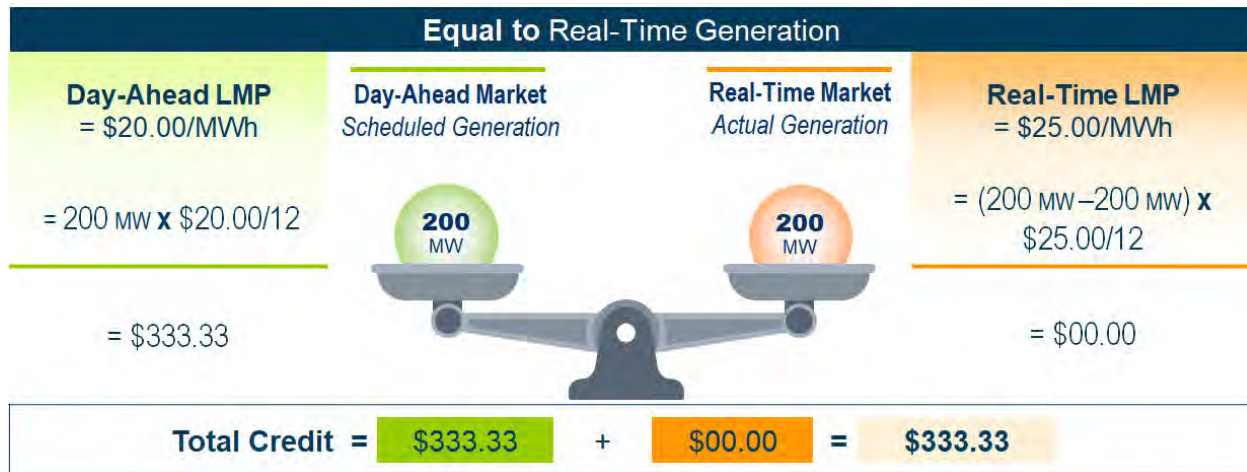 Equal to Real-Time Generation
Day-Ahead LMP
= $20.00/MWh
= 200 MW x $20.00/12
= $333.33
Day-Ahead Market
Scheduled Generation
200
MW
Real-Time Market
Actual Generation
200
MW
Real-Time LMP
= $25.00/MWh
= (200 MW –200 MW) x
$25.00/12
= $00.00
Total Credit = $333.33 + $00.00 = $333.33